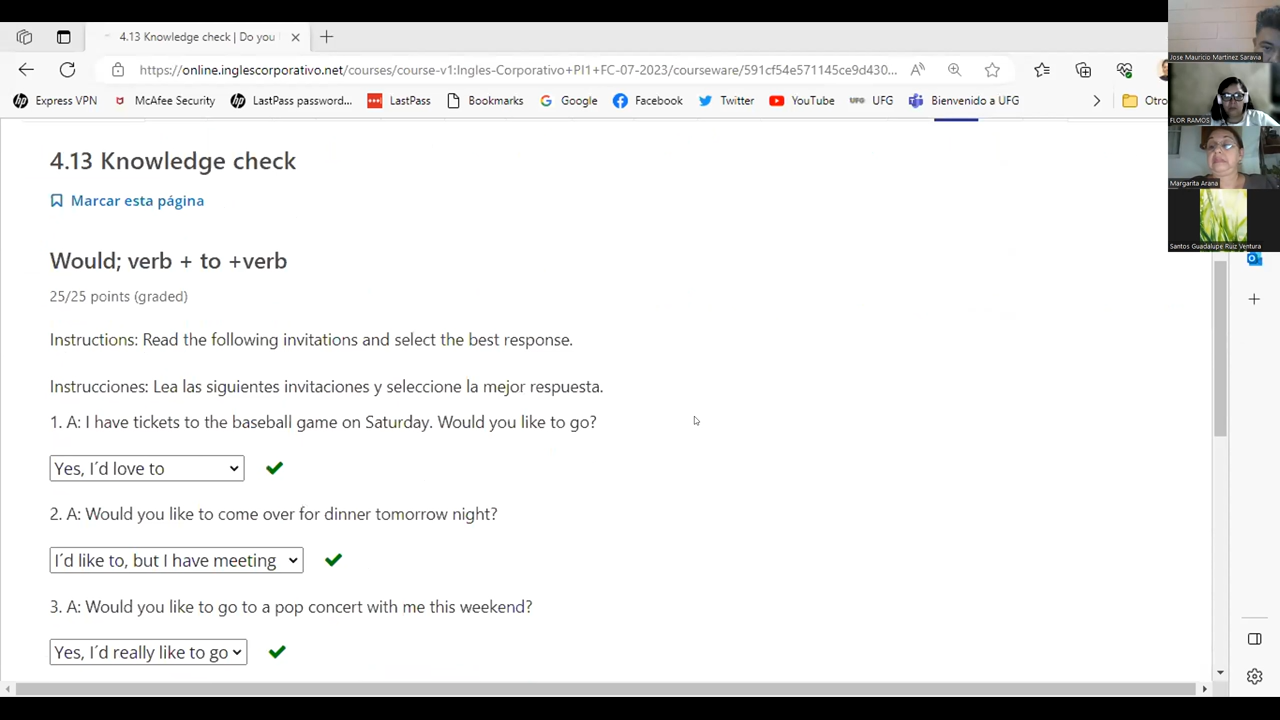 4.13 Knowledge check | Do you
https://online.inglescorporativo.net/courses/course-v1:Ingles-Corporativo+PI1+FC-07-2023/courseware/591cf54e571145ce9d430...
Express VPN McAfee Security LastPass password... LastPass Bookmarks Google Facebook Twitter YouTube UFG UFG Bienvenido a UFG Otro
Jose Mauricio Martinez Saravia
FLOR RAMOS
Margarita Arana
Santos Guadalupe Ruiz Ventura
4.13 Knowledge check
Marcar esta página
Would; verb + to +verb
25/25 points (graded)
Instructions: Read the following invitations and select the best response.
Instrucciones: Lea las siguientes invitaciones y seleccione la mejor respuesta.
1. A: I have tickets to the baseball game on Saturday. Would you like to go?
Yes, I´d love to
2. A: Would you like to come over for dinner tomorrow night?
I´d like to, but I have meeting
3. A: Would you like to go to a pop concert with me this weekend?
Yes, I´d really like to go